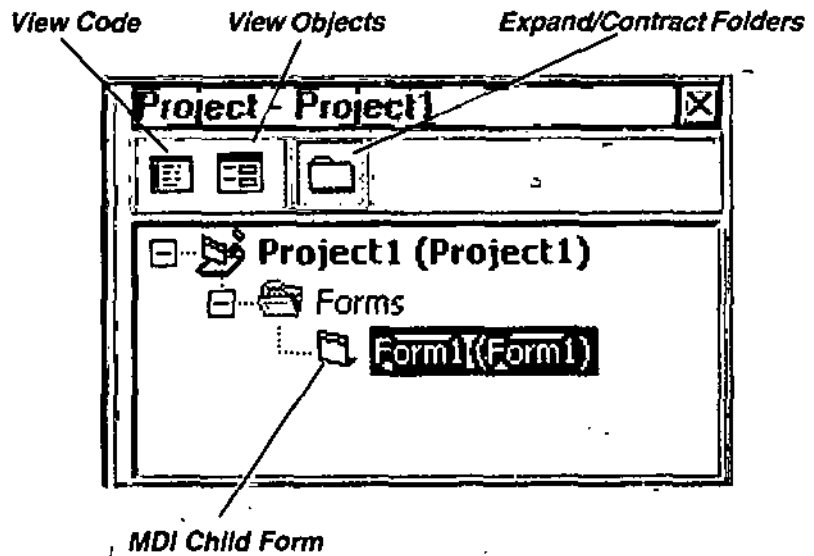 View Code View Objects Expand/Contract Folders
Project - Project1
Project1 (Project1)
Forms
Form1 (Form1)
MDI Child Form